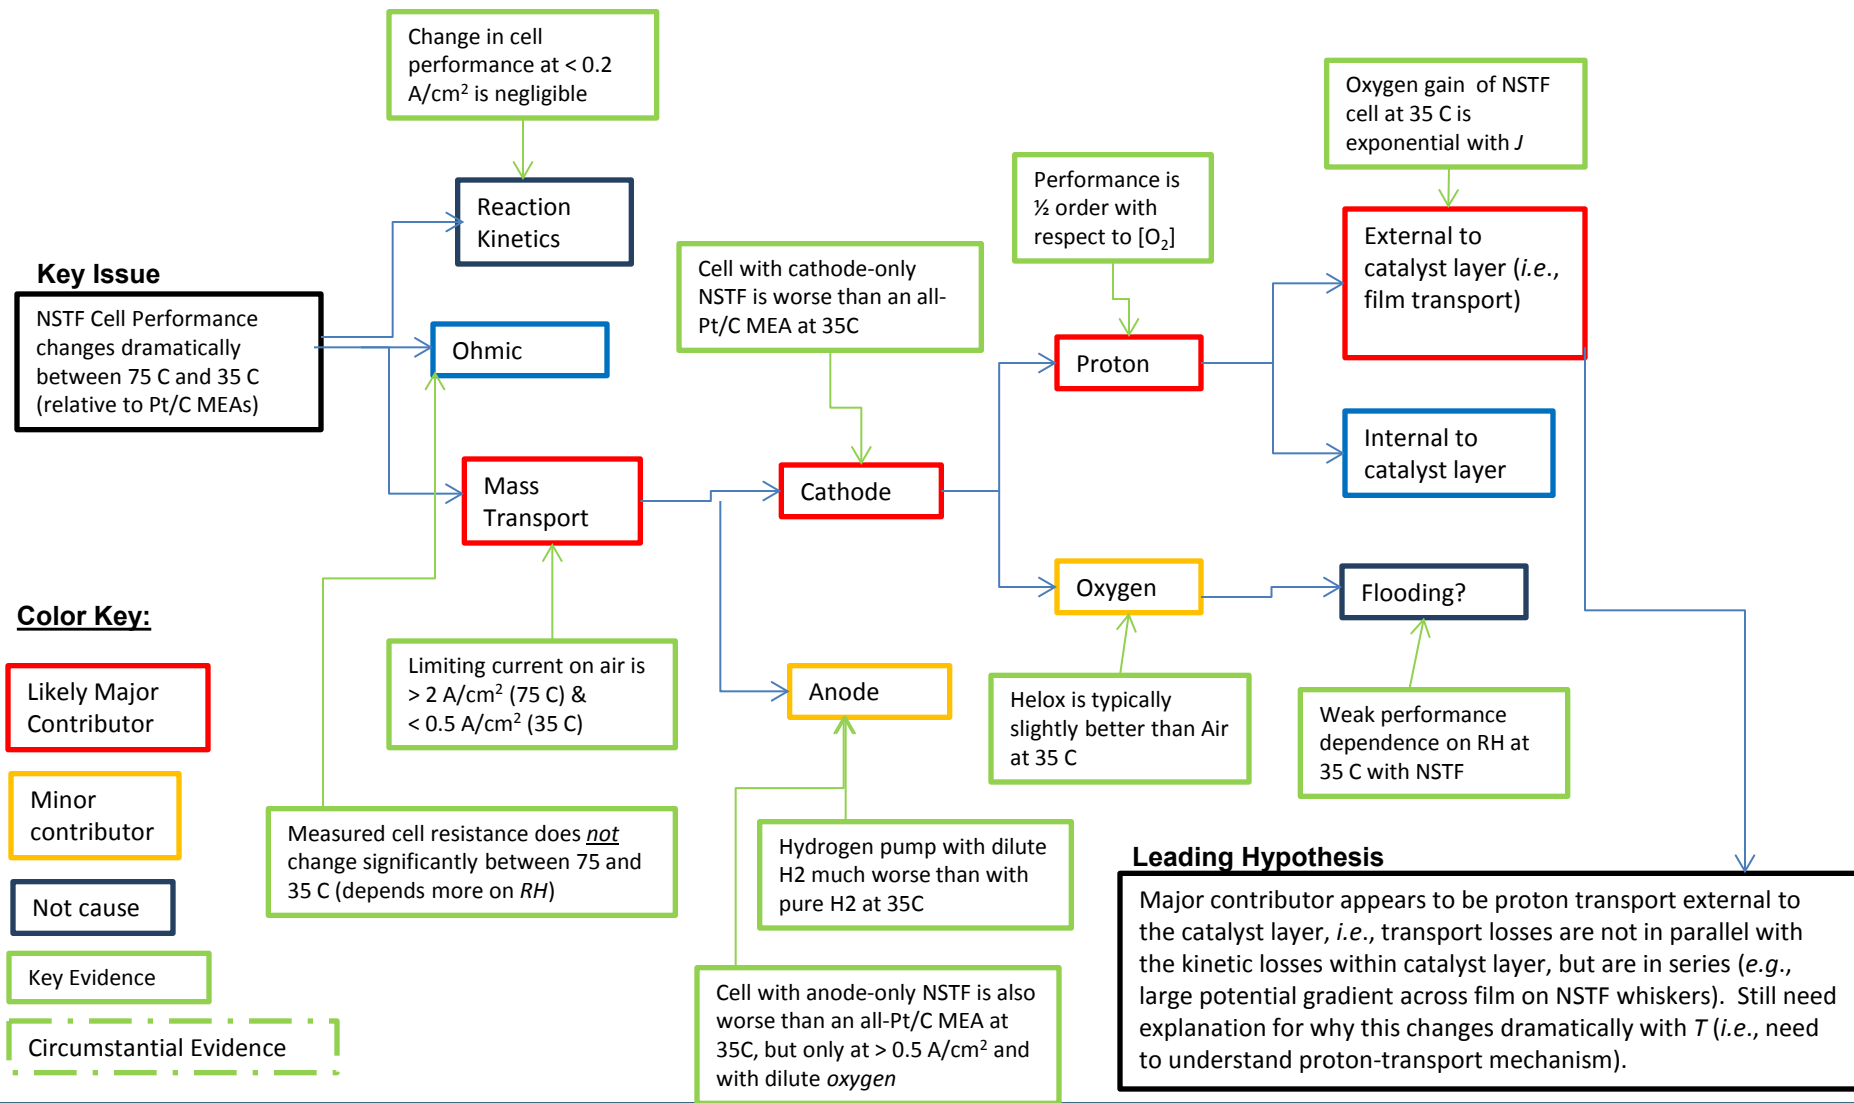 Change in cell
performance at < 0.2
A/cm² is negligible
Oxygen gain of NSTF
cell at 35 C is
exponential with J
Reaction
Kinetics
Performance is
½ order with
respect to [O₂]
External to
catalyst layer (i.e.,
film transport)
Key Issue
NSTF Cell Performance
changes dramatically
between 75 C and 35 C
(relative to Pt/C MEAs)
Cell with cathode-only
NSTF is worse than an all-
Pt/C MEA at 35C
Ohmic
Proton
Internal to
catalyst layer
Mass
Transport
Cathode
Oxygen
Flooding?
Color Key:
Likely Major
Contributor
Minor
contributor
Not cause
Key Evidence
Circumstantial Evidence
Limiting current on air is
> 2 A/cm² (75 C) &
< 0.5 A/cm² (35 C)
Anode
Helox is typically
slightly better than Air
at 35 C
Weak performance
dependence on RH at
35 C with NSTF
Measured cell resistance does not
change significantly between 75 and
35 C (depends more on RH)
Hydrogen pump with dilute
H2 much worse than with
pure H2 at 35C
Cell with anode-only NSTF is also
worse than an all-Pt/C MEA at
35C, but only at > 0.5 A/cm² and
with dilute oxygen
Leading Hypothesis
Major contributor appears to be proton transport external to
the catalyst layer, i.e., transport losses are not in parallel with
the kinetic losses within catalyst layer, but are in series (e.g.,
large potential gradient across film on NSTF whiskers).  Still need
explanation for why this changes dramatically with T (i.e., need
to understand proton-transport mechanism).